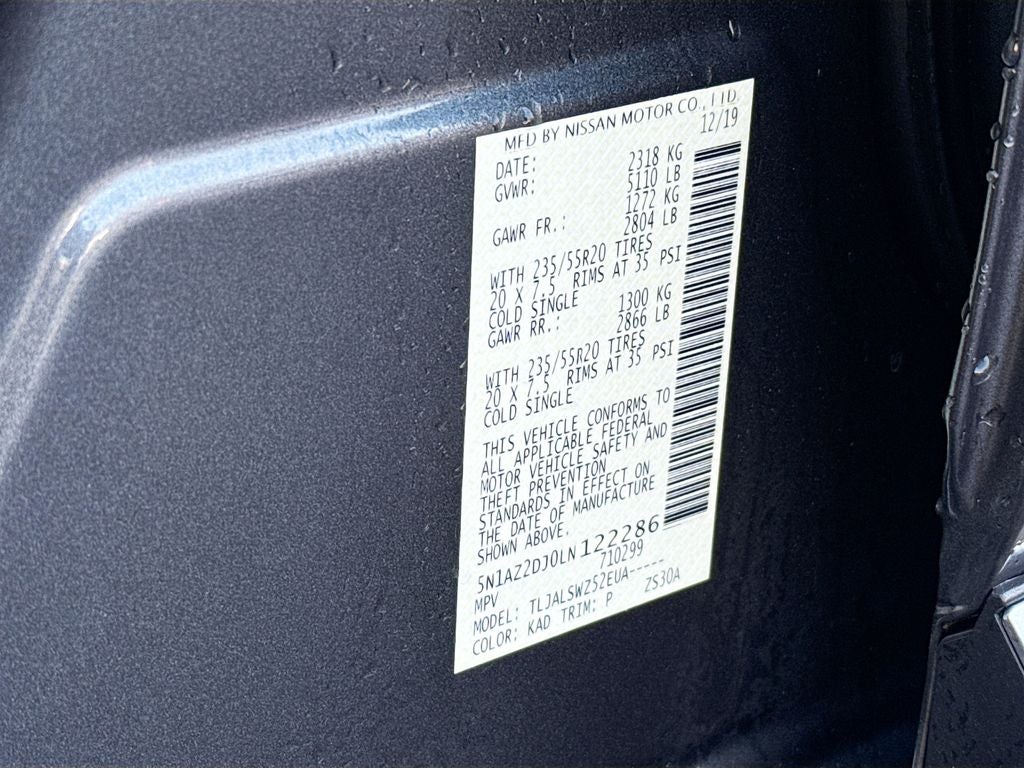 MFD BY NISSAN MOTOR CO., LTD.
DATE: 12/19
GVWR: 2318 KG
5110 LB
GAWR FR.: 1272 KG
2804 LB
WITH 235/55R20 TIRES
20 X 7.5 RIMS AT 35 PSI
COLD SINGLE
GAWR RR.: 1300 KG
2866 LB
WITH 235/55R20 TIRES
20 X 7.5 RIMS AT 35 PSI
COLD SINGLE
THIS VEHICLE CONFORMS TO
ALL APPLICABLE FEDERAL
MOTOR VEHICLE SAFETY AND
THEFT PREVENTION
STANDARDS IN EFFECT ON
THE DATE OF MANUFACTURE
SHOWN ABOVE.
5N1AZ2DJ0LN122286
MPV 710299
MODEL: TLJALSWZ52EUA-----
COLOR: KAD TRIM: P ZS30A